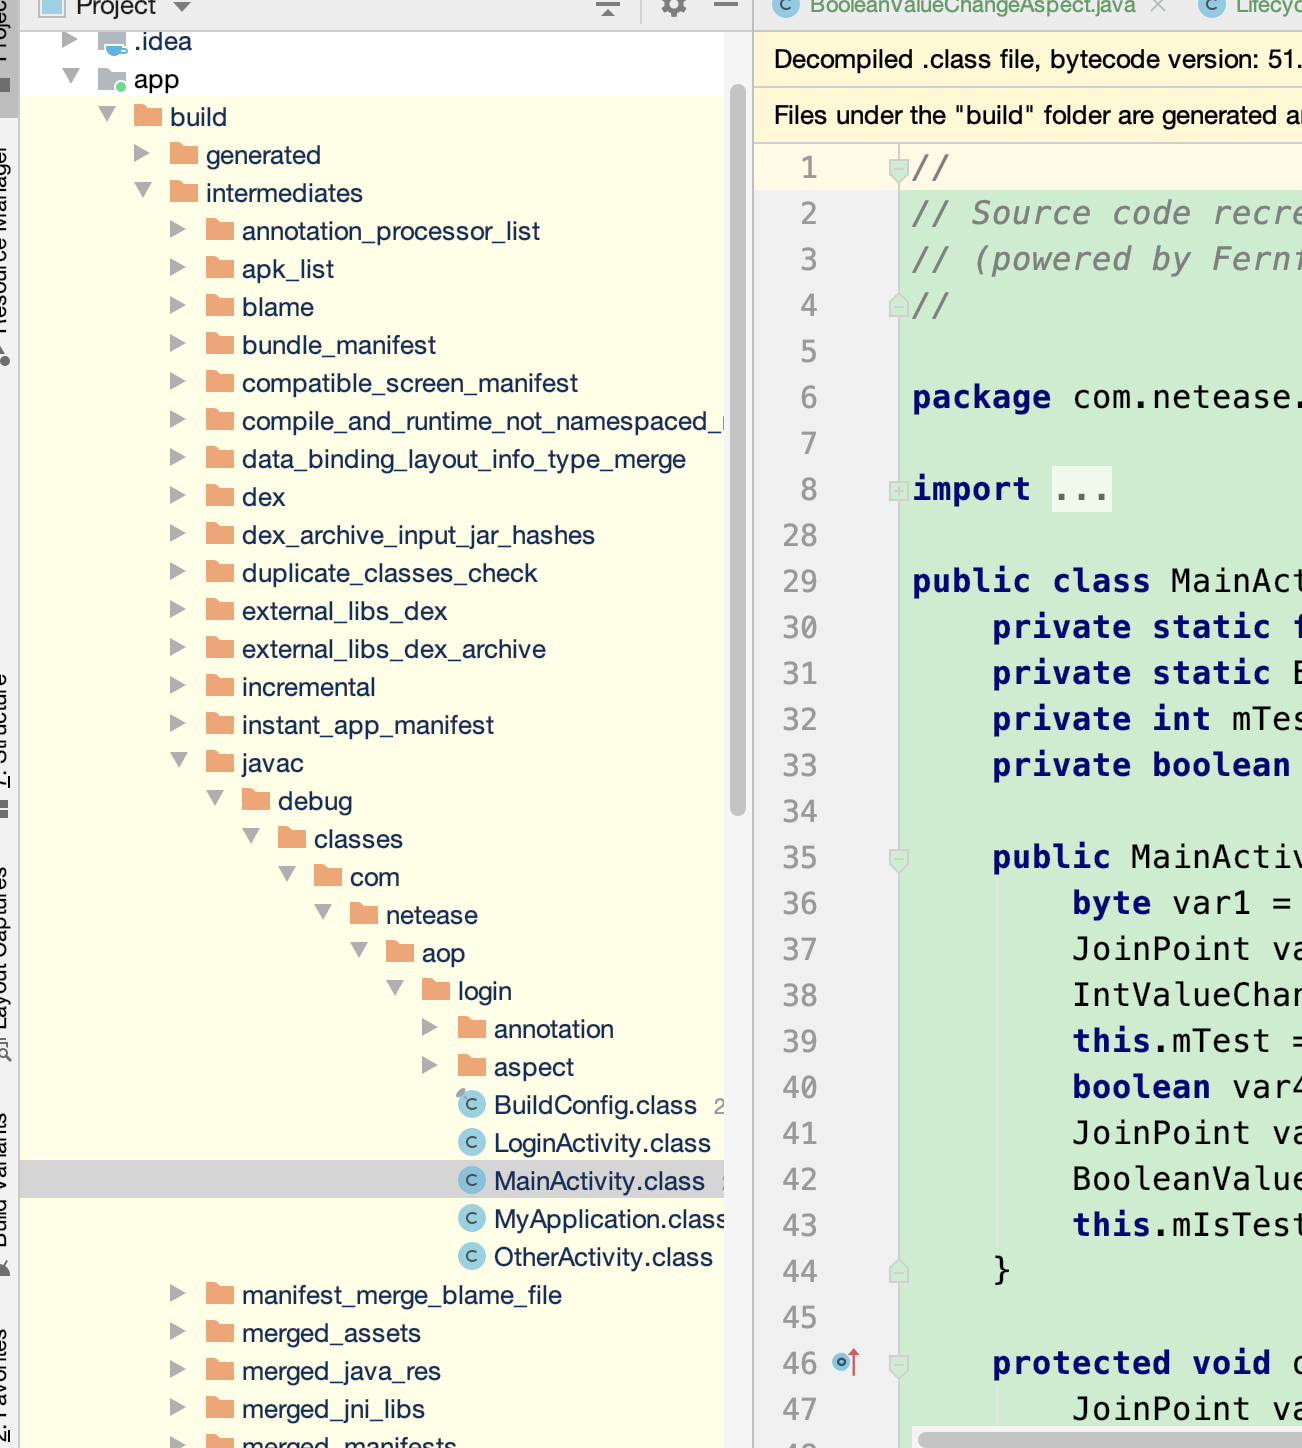 Project
BooleanValueChangeAspect.java
.idea
app
build
generated
intermediates
annotation_processor_list
apk_list
blame
bundle_manifest
compatible_screen_manifest
compile_and_runtime_not_namespaced_
data_binding_layout_info_type_merge
dex
dex_archive_input_jar_hashes
duplicate_classes_check
external_libs_dex
external_libs_dex_archive
incremental
instant_app_manifest
javac
debug
classes
com
netease
aop
login
annotation
aspect
BuildConfig.class 2
LoginActivity.class
MainActivity.class
MyApplication.class
OtherActivity.class
manifest_merge_blame_file
merged_assets
merged_java_res
merged_jni_libs
merged_manifests
Resource Manager
Z: Structure
Layout Captures
Build Variants
2: Favorites
Decompiled .class file, bytecode version: 51.
Files under the "build" folder are generated
1 //
2 // Source code recre
3 // (powered by Fernf
4 //
5
6 package com.netease.
7
8 import ...
28
29 public class MainAct
30 private static f
31 private static
32 private int mTes
33 private boolean
34
35 public MainActiv
36 byte var1 =
37 JoinPoint va
38 IntValueChan
39 this.mTest =
40 boolean var4
41 JoinPoint va
42 BooleanValue
43 this.mIsTest
44 }
45
46 protected void
47 JoinPoint va